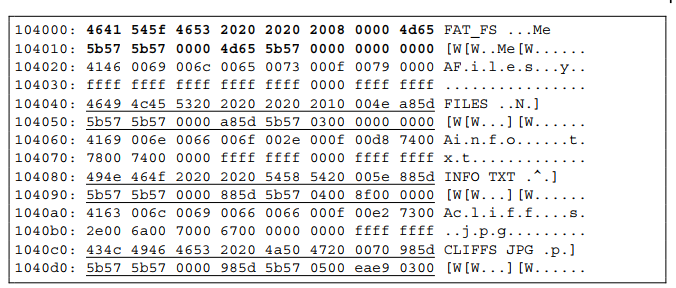 104000: 4641 545f 4653 2020 2020 2008 0000 4d65 FAT_FS ...Me
104010: 5b57 5b57 0000 4d65 5b57 0000 0000 0000 [W[W..Me[W......
104020: 4146 0069 006c 0065 0073 000f 0079 0000 AF.i.l.e.s...y..
104030: ffff ffff ffff ffff ffff 0000 ffff ffff ................
104040: 4649 4c45 5320 2020 2020 2010 004e a85d FILES ..N.]
104050: 5b57 5b57 0000 a85d 5b57 0300 0000 0000 [W[W...][W......
104060: 4169 006e 0066 006f 002e 000f 00d8 7400 Ai.n.f.o......t.
104070: 7800 7400 0000 ffff ffff 0000 ffff ffff x.t.............
104080: 494e 464f 2020 2020 5458 5420 005e 885d INFO TXT .^.]
104090: 5b57 5b57 0000 885d 5b57 0400 8f00 0000 [W[W...][W......
1040a0: 4163 006c 0069 0066 0066 000f 00e2 7300 Ac.l.i.f.f....s.
1040b0: 2e00 6a00 7000 6700 0000 0000 ffff ffff ..j.p.g.........
1040c0: 434c 4946 4653 2020 4a50 4720 0070 985d CLIFFS JPG .p.]
1040d0: 5b57 5b57 0000 985d 5b57 0500 eae9 0300 [W[W...][W......